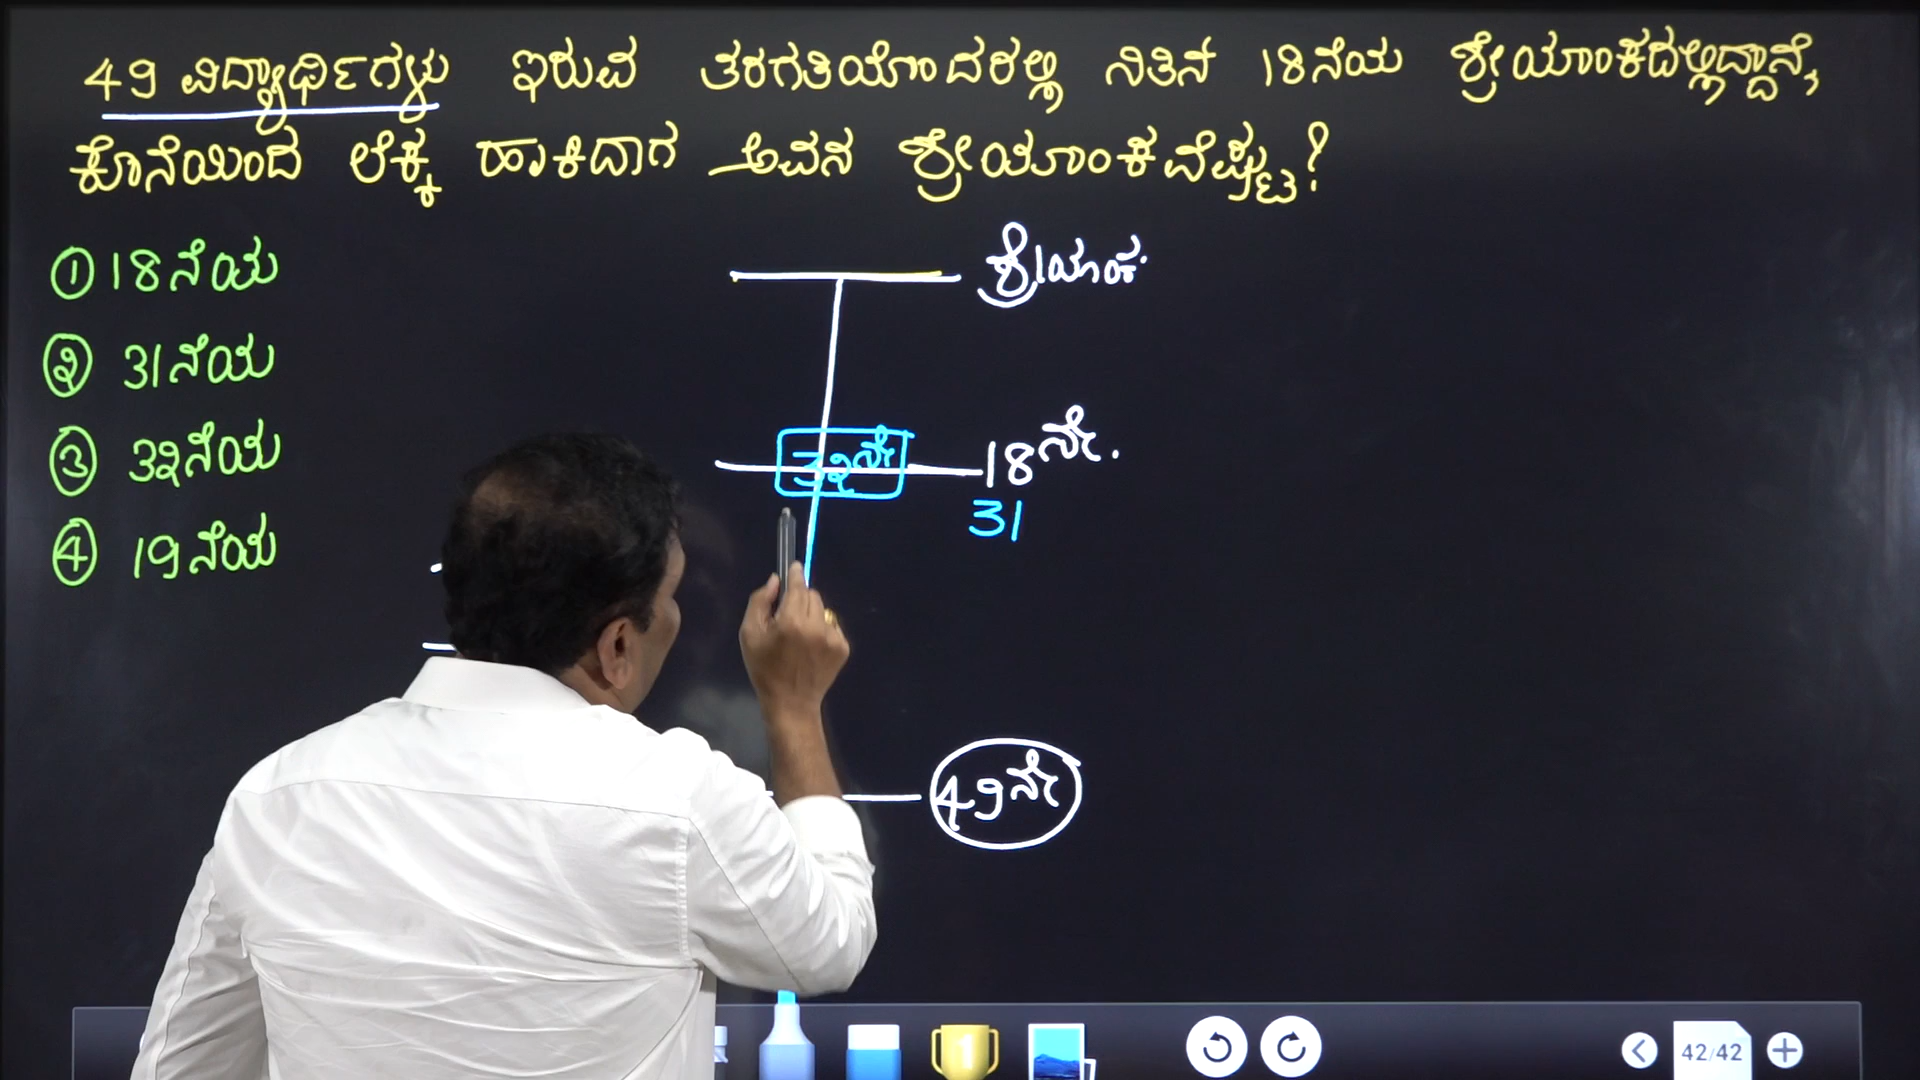 49 ವಿದ್ಯಾರ್ಥಿಗಳು ಇರುವ ತರಗತಿಯೊಂದರಲ್ಲಿ ನಿತಿನ್ 18ನೆಯ ಶ್ರೇಯಾಂಕದಲ್ಲಿದ್ದಾನೆ,
ಕೊನೆಯಿಂದ ಲೆಕ್ಕ ಹಾಕಿದಾಗ ಅವನ ಶ್ರೇಯಾಂಕವೆಷ್ಟು?
① 18ನೆಯ
② 31ನೆಯ
③ 32ನೆಯ
④ 19ನೆಯ
ಶ್ರೇಯಾಂಕ
32ನೇ
18ನೇ.
31
49ನೇ
1
42/42